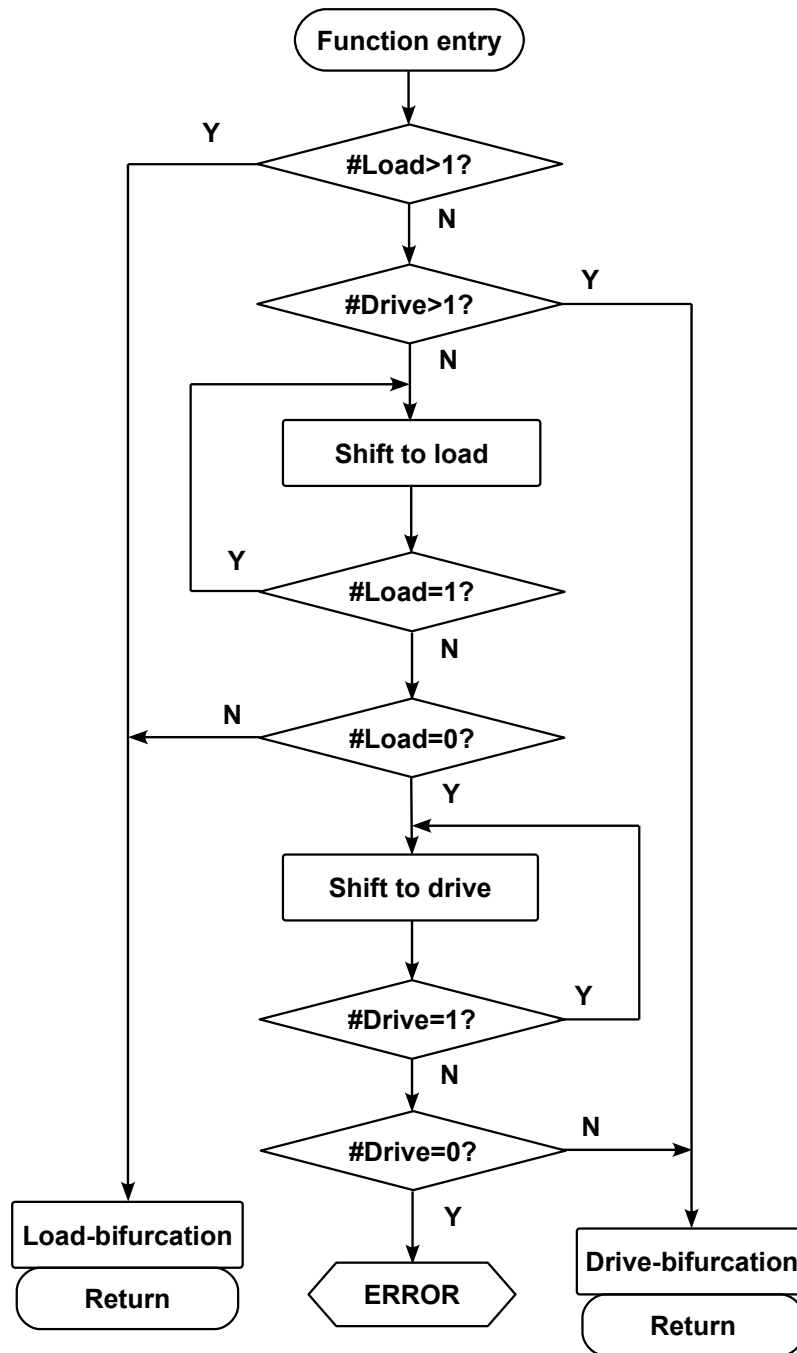 Function entry
Y
#Load>1?
N
#Drive>1?
Y
N
Shift to load
Y
#Load=1?
N
N
#Load=0?
Y
Shift to drive
Y
#Drive=1?
N
#Drive=0?
N
Y
Load-bifurcation
Return
ERROR
Drive-bifurcation
Return